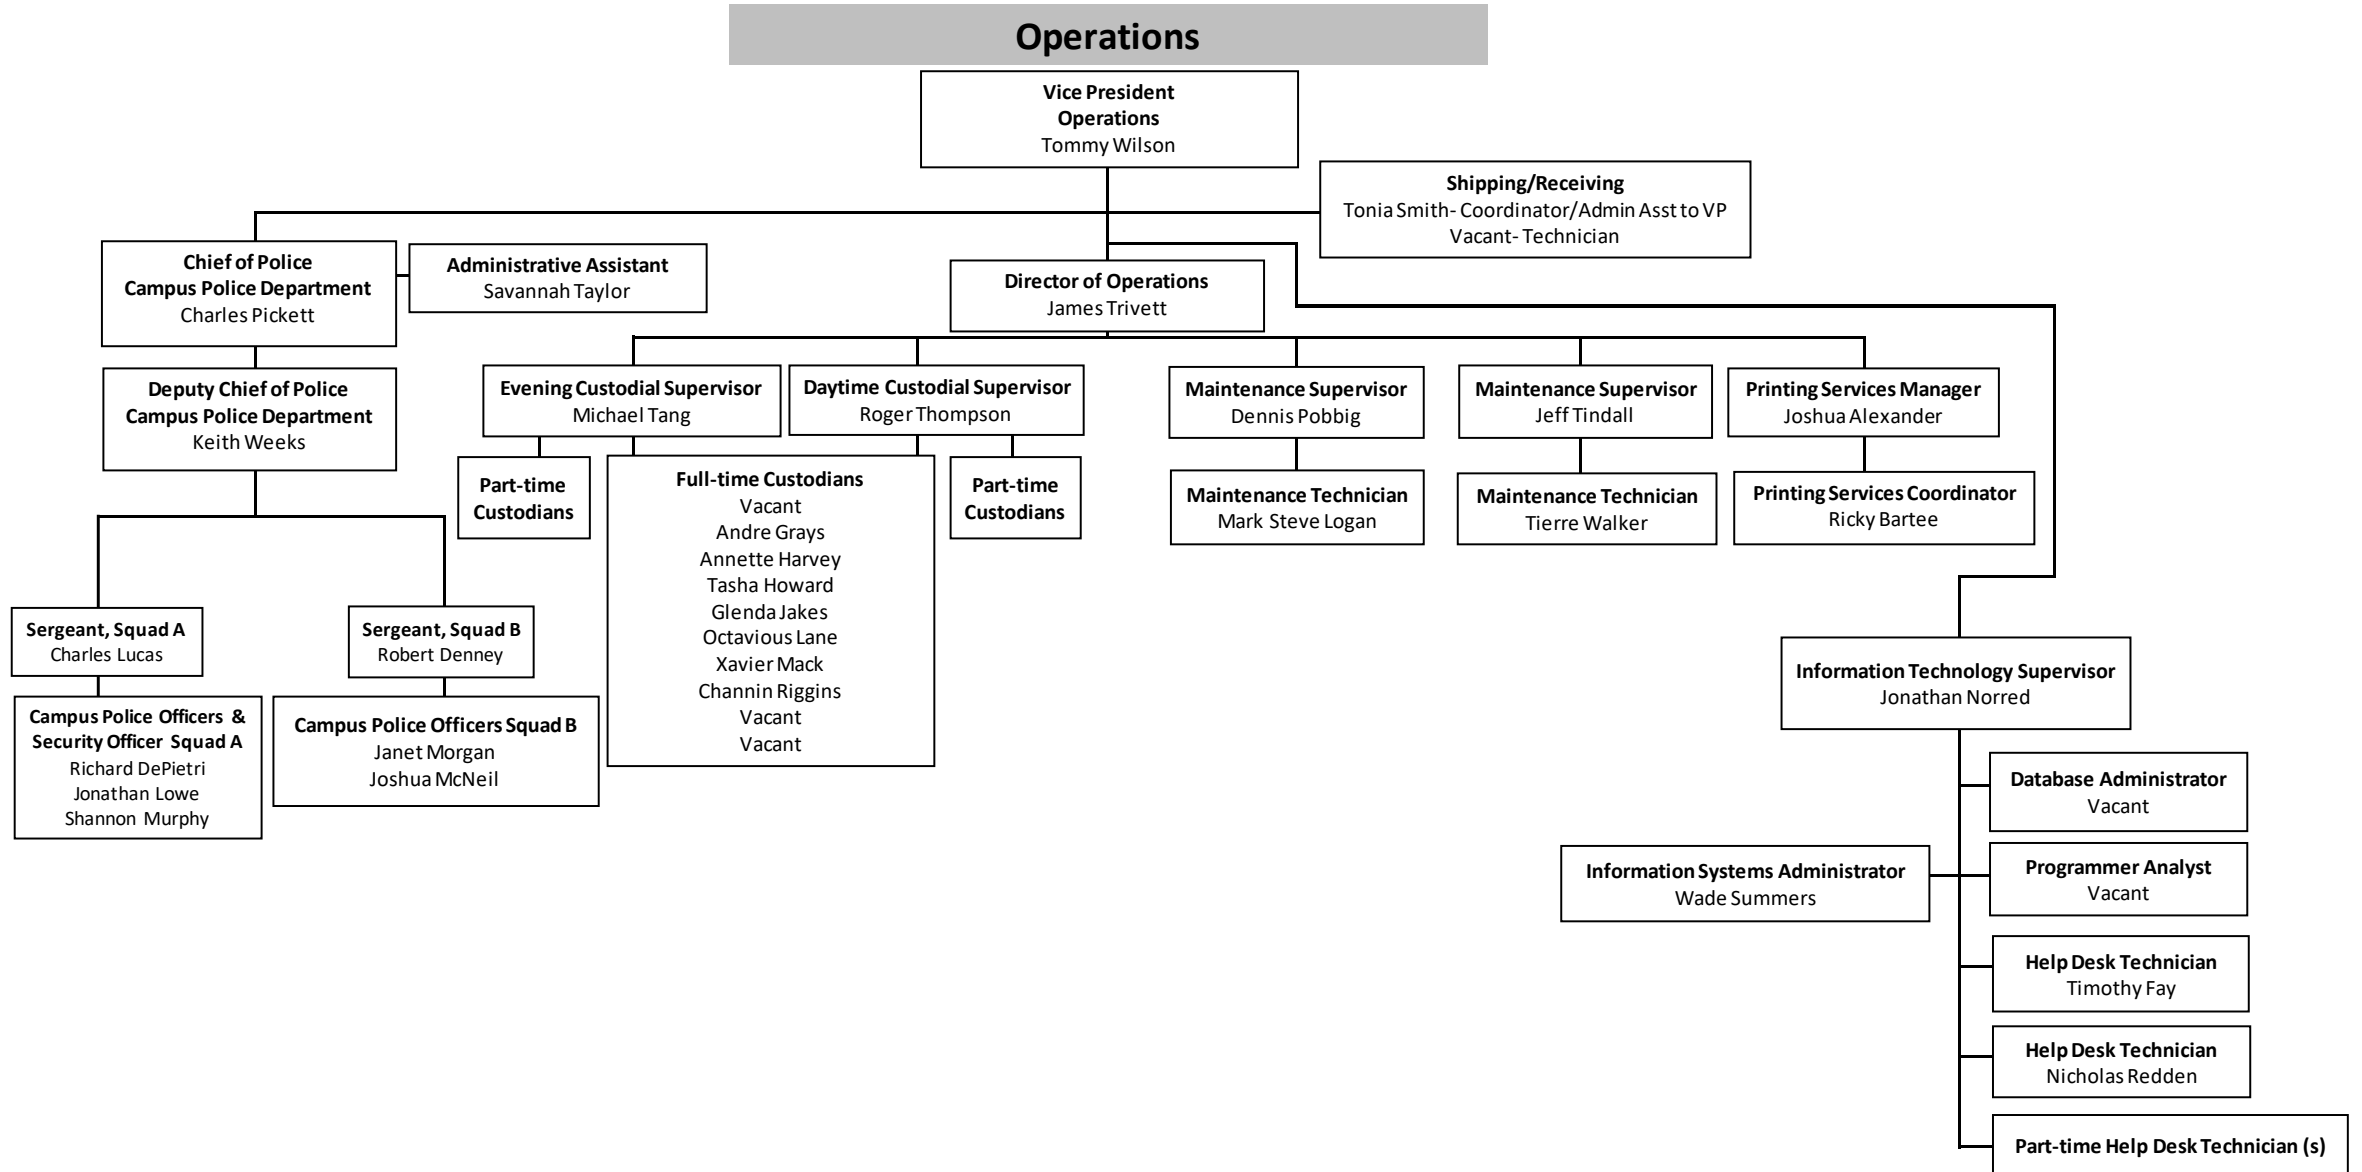 Operations
Vice President
Operations
Tommy Wilson
Shipping/Receiving
Tonia Smith- Coordinator/Admin Asst to VP
Vacant- Technician
Chief of Police
Campus Police Department
Charles Pickett
Administrative Assistant
Savannah Taylor
Director of Operations
James Trivett
Deputy Chief of Police
Campus Police Department
Keith Weeks
Evening Custodial Supervisor
Michael Tang
Daytime Custodial Supervisor
Roger Thompson
Maintenance Supervisor
Dennis Pobbig
Maintenance Supervisor
Jeff Tindall
Printing Services Manager
Joshua Alexander
Part-time
Custodians
Full-time Custodians
Vacant
Andre Grays
Annette Harvey
Tasha Howard
Glenda Jakes
Octavious Lane
Xavier Mack
Channin Riggins
Vacant
Vacant
Part-time
Custodians
Maintenance Technician
Mark Steve Logan
Maintenance Technician
Tierre Walker
Printing Services Coordinator
Ricky Bartee
Sergeant, Squad A
Charles Lucas
Sergeant, Squad B
Robert Denney
Campus Police Officers &
Security Officer Squad A
Richard DePietri
Jonathan Lowe
Shannon Murphy
Campus Police Officers Squad B
Janet Morgan
Joshua McNeil
Information Technology Supervisor
Jonathan Norred
Database Administrator
Vacant
Information Systems Administrator
Wade Summers
Programmer Analyst
Vacant
Help Desk Technician
Timothy Fay
Help Desk Technician
Nicholas Redden
Part-time Help Desk Technician (s)